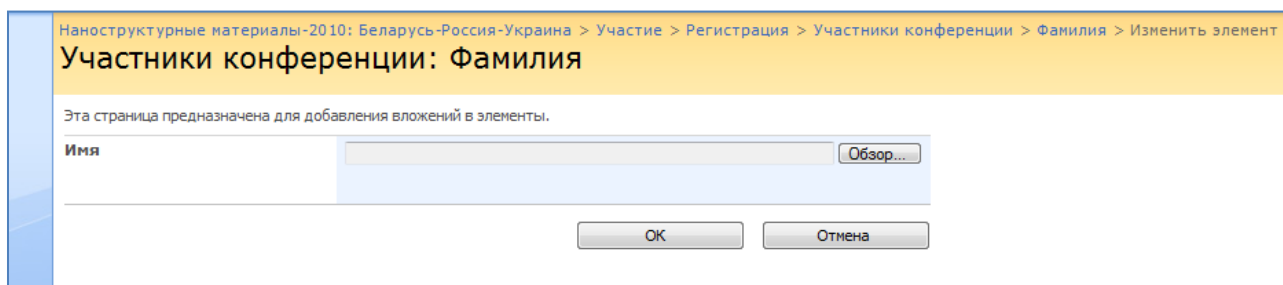 Наноструктурные материалы-2010: Беларусь-Россия-Украина > Участие > Регистрация > Участники конференции > Фамилия > Изменить элемент
Участники конференции: Фамилия
Эта страница предназначена для добавления вложений в элементы.
Имя
Обзор...
ОК
Отмена